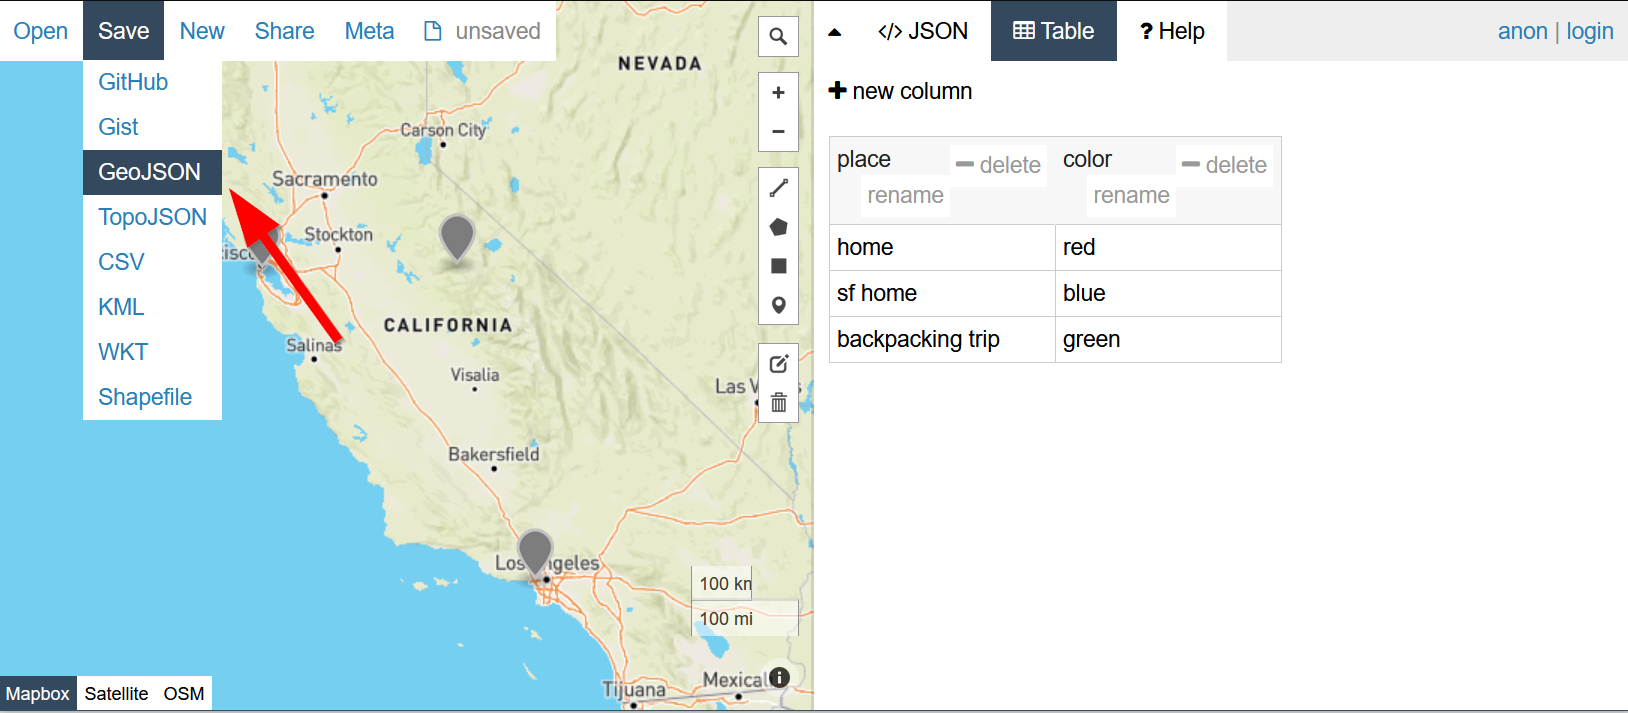 Open Save New Share Meta unsaved
GitHub
Gist
GeoJSON
TopoJSON
CSV
KML
WKT
Shapefile
NEVADA
Carson City
Sacramento
Stockton
isco
CALIFORNIA
Salinas
Visalia
Las V s
Bakersfield
Los ngeles
100 km
100 mi
Mexical
Tijuana
Mapbox Satellite OSM
</> JSON Table ? Help anon | login
+ new column
place - delete color - delete
rename rename
home red
sf home blue
backpacking trip green